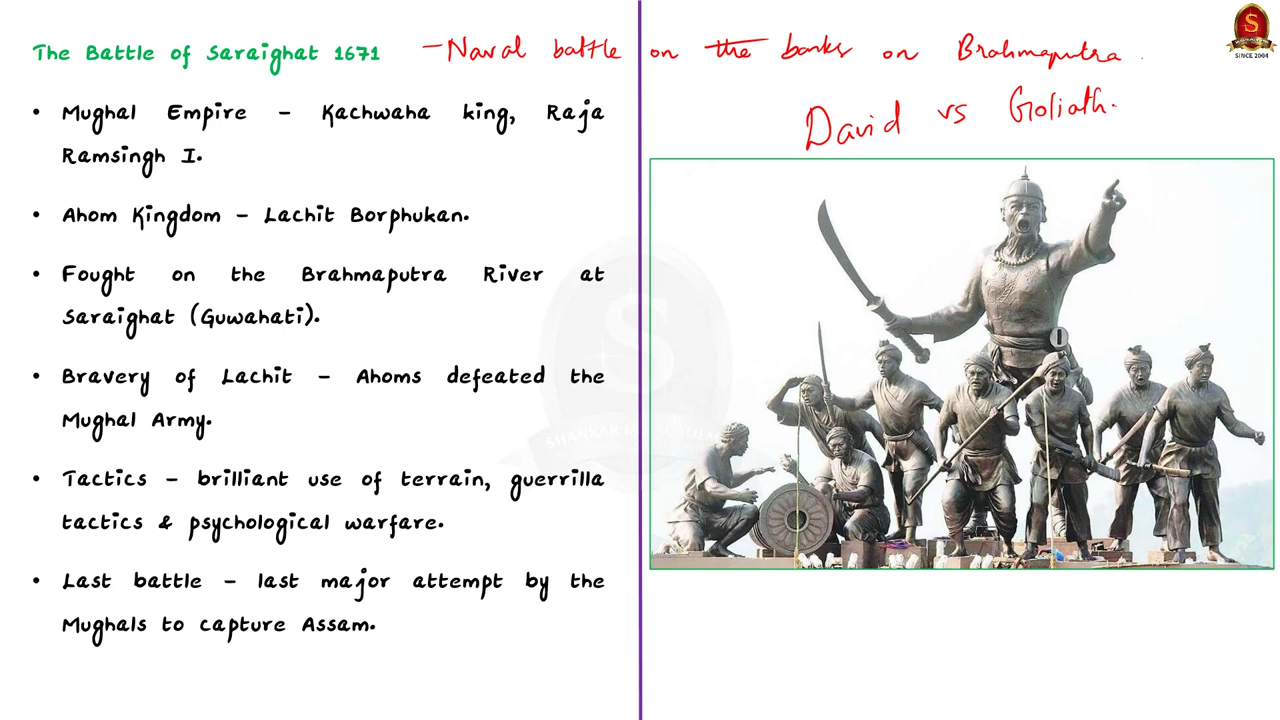 The Battle of Saraighat 1671 - Naval battle on the banks on Brahmaputra.
David vs Goliath.
• Mughal Empire – Kachwaha king, Raja
Ramsingh I.
• Ahom Kingdom – Lachit Borphukan.
• Fought on the Brahmaputra River at
Saraighat (Guwahati).
• Bravery of Lachit – Ahoms defeated the
Mughal Army.
• Tactics – brilliant use of terrain, guerrilla
tactics & psychological warfare.
• Last battle – last major attempt by the
Mughals to capture Assam.
S
SINCE 2004